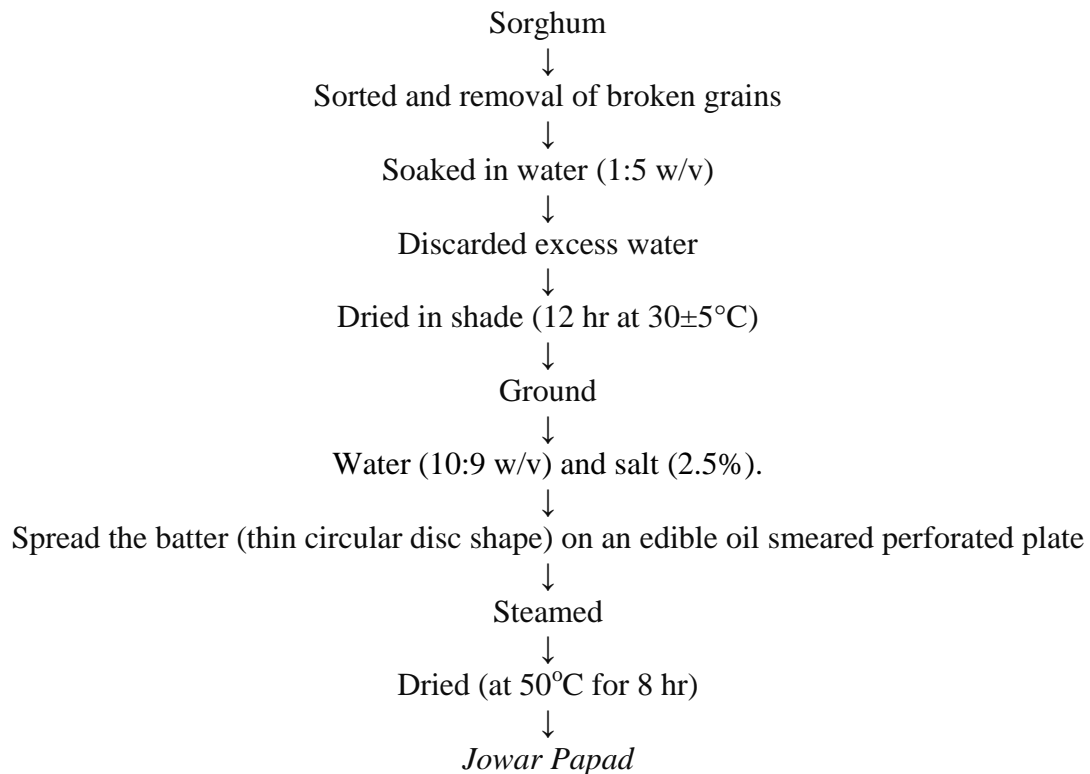 Sorghum
↓
Sorted and removal of broken grains
↓
Soaked in water (1:5 w/v)
↓
Discarded excess water
↓
Dried in shade (12 hr at 30±5°C)
↓
Ground
↓
Water (10:9 w/v) and salt (2.5%).
↓
Spread the batter (thin circular disc shape) on an edible oil smeared perforated plate
↓
Steamed
↓
Dried (at 50°C for 8 hr)
↓
Jowar Papad